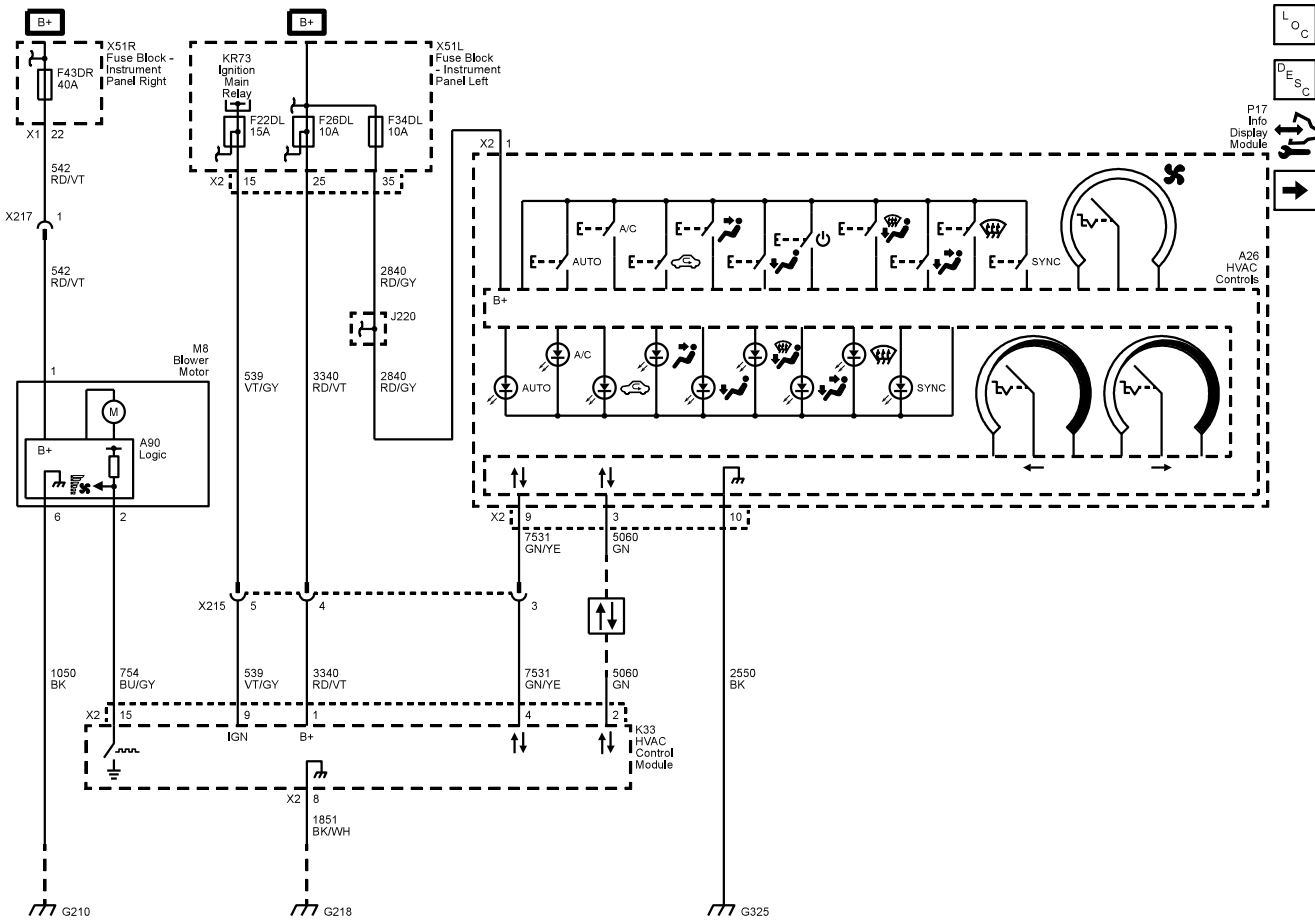 B+
B+
LOC
DESC
X51R
Fuse Block -
Instrument
Panel Right
F43DR
40A
X1 22
KR73
Ignition
Main
Relay
X51L
Fuse Block
- Instrument
Panel Left
F22DL
15A
F26DL
10A
F34DL
10A
X2 15 25 35
X2 1
P17
Info
Display
Module
542
RD/VT
X217 1
542
RD/VT
2840
RD/GY
J220
2840
RD/GY
539
VT/GY
3340
RD/VT
A/C
AUTO
SYNC
A26
HVAC
Controls
B+
A/C
AUTO
SYNC
M8
Blower
Motor
1
M
A90
Logic
B+
6 2
X2 9 3 10
7531
GN/YE
5060
GN
X215 5 4 3
1050
BK
754
BU/GY
539
VT/GY
3340
RD/VT
7531
GN/YE
5060
GN
2550
BK
X2 15 9 1 4 2
IGN
B+
K33
HVAC
Control
Module
X2 8
1851
BK/WH
G210
G218
G325